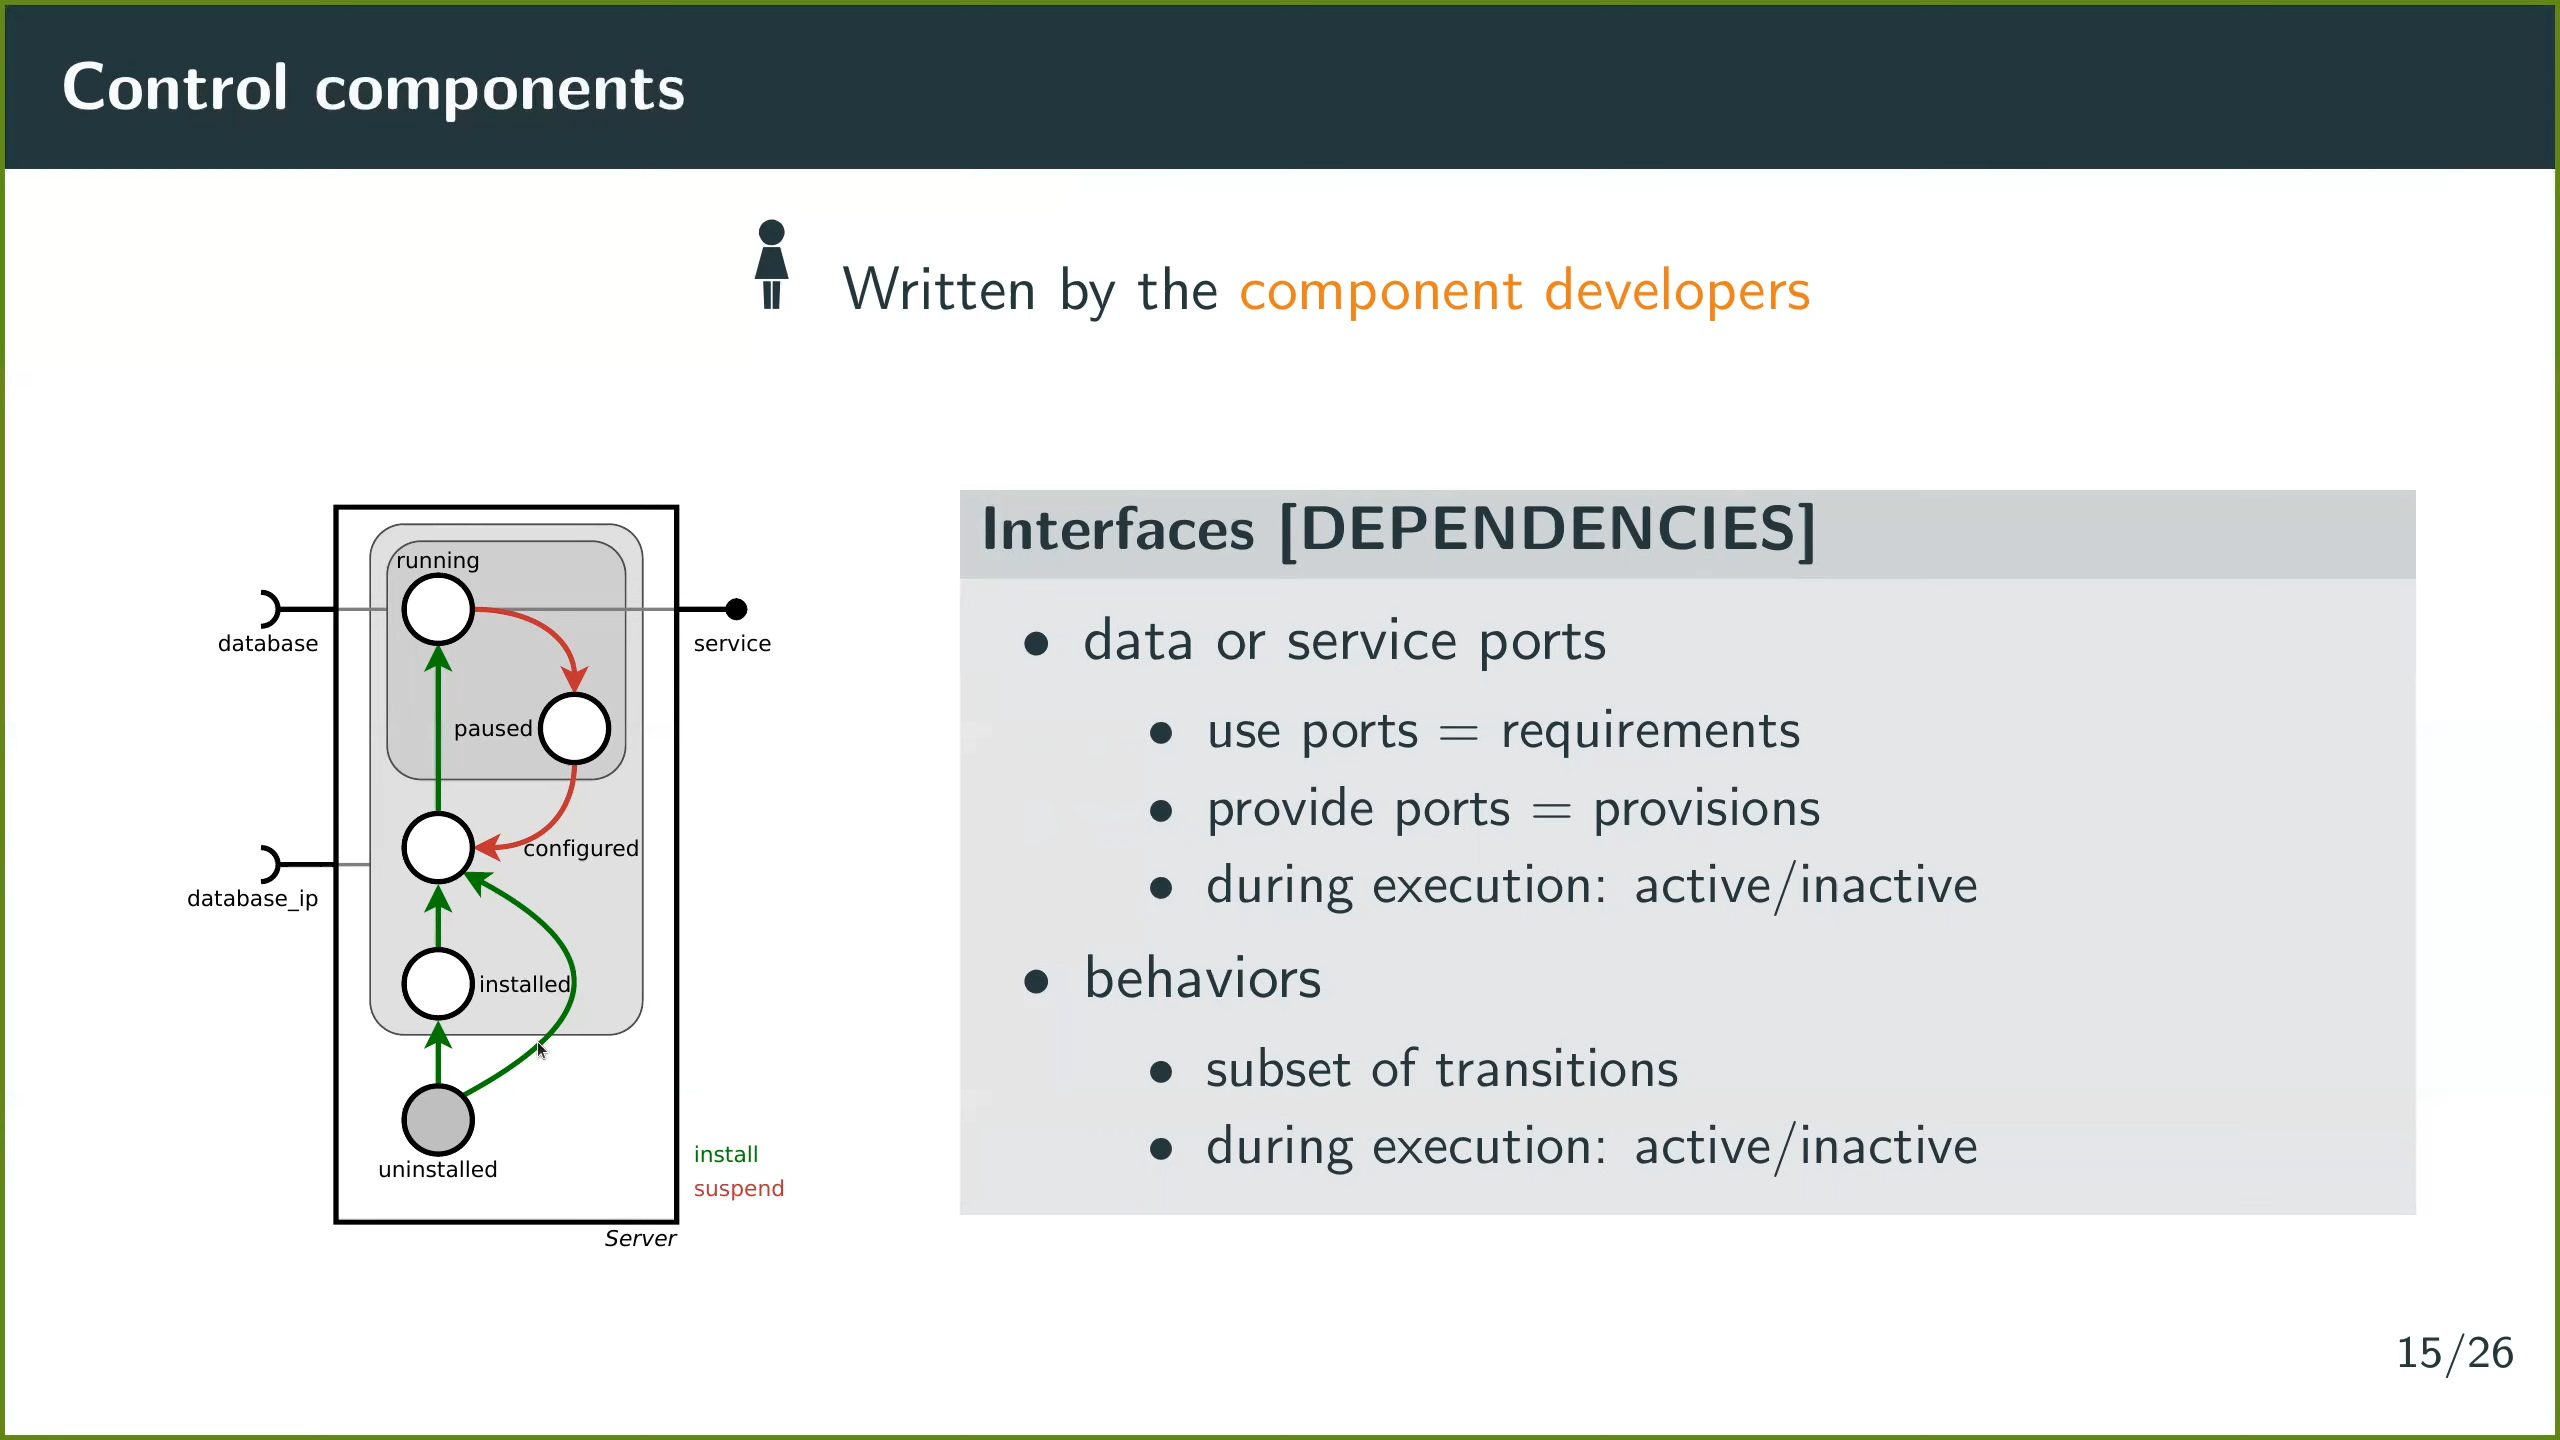 Control components
Written by the component developers
running
database
service
paused
configured
database_ip
installed
uninstalled
install
suspend
Server
Interfaces [DEPENDENCIES]
• data or service ports
• use ports = requirements
• provide ports = provisions
• during execution: active/inactive
• behaviors
• subset of transitions
• during execution: active/inactive
15/26